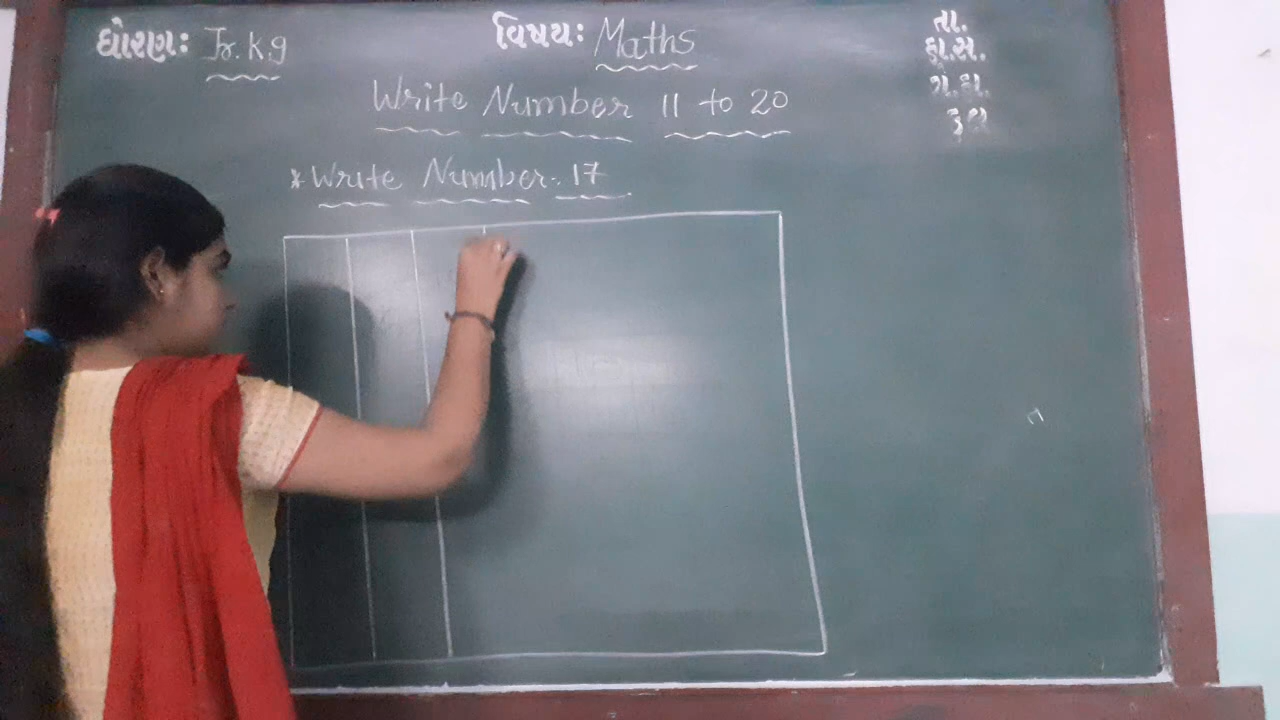 ધોરણ: Jr. K.g
વિષય: Maths
તા.
હા.સં.
ગે.હા.
કુલ
Write Number 11 to 20
* Write Number. 17